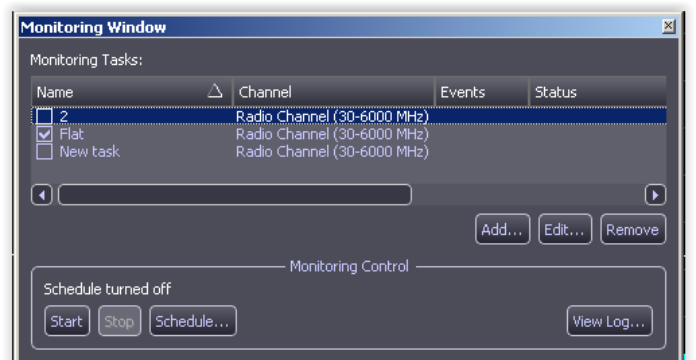 Monitoring Window
Monitoring Tasks:
Name Channel Events Status
2 Radio Channel (30-6000 MHz)
Flat Radio Channel (30-6000 MHz)
New task Radio Channel (30-6000 MHz)
Add... Edit... Remove
Monitoring Control
Schedule turned off
Start Stop Schedule... View Log...